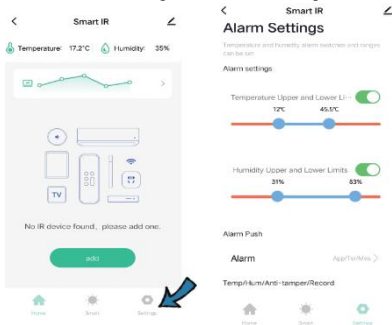 Smart IR
Temperature: 17.2°C Humidity: 35%
TV
No IR device found, please add one.
add
Home Smart Settings
Smart IR
Alarm Settings
Temperature and humidity alarm switches and ranges
can be set
Alarm settings
Temperature Upper and Lower Li...
12°C 45.5°C
Humidity Upper and Lower Limits
31% 83%
Alarm Push
Alarm App/Tel/Mes
Temp/Hum/Anti-tamper/Record
Home Smart Settings